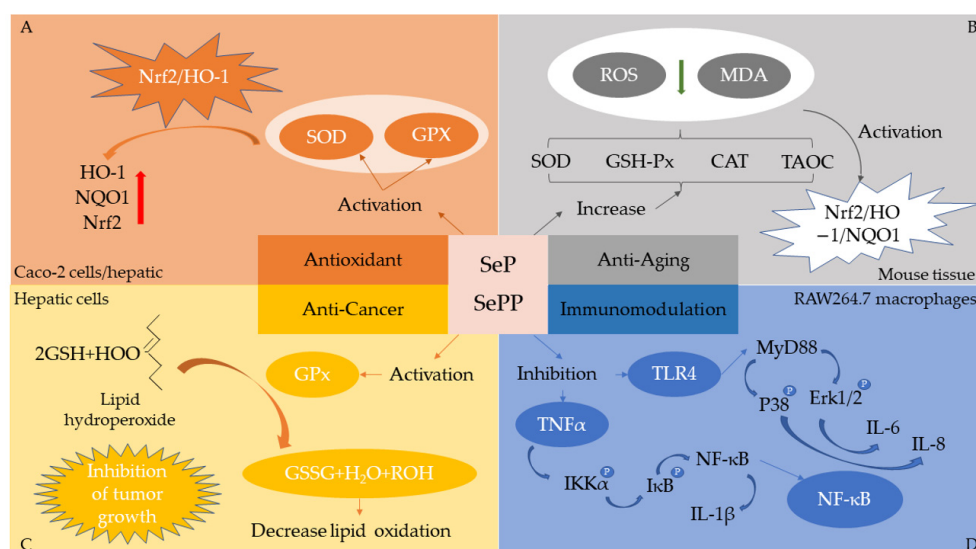 A
Nrf2/HO-1
SOD
GPX
HO-1
NQO1
Nrf2
Activation
Caco-2 cells/hepatic
Antioxidant
B
ROS
MDA
Activation
SOD
GSH-Px
CAT
TAOC
Increase
Nrf2/HO
−1/NQO1
Mouse tissue
Anti-Aging
SeP
SePP
Hepatic cells
Anti-Cancer
2GSH+HOO
Lipid
hydroperoxide
GPx
Activation
GSSG+H₂O+ROH
Inhibition
of tumor
growth
Decrease lipid oxidation
C
Immunomodulation
RAW264.7 macrophages
Inhibition
TLR4
MyD88
P38
P
Erk1/2
P
IL-6
IL-8
TNFα
IKKα
P
IκB
P
NF-κB
IL-1β
NF-κB
D